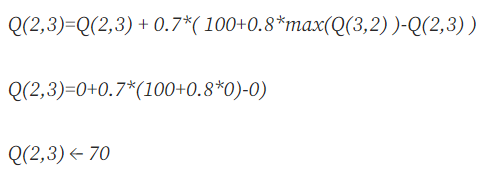 Q(2,3)=Q(2,3) + 0.7*( 100+0.8*max(Q(3,2) )-Q(2,3) )
Q(2,3)=0+0.7*(100+0.8*0)-0)
Q(2,3) ← 70